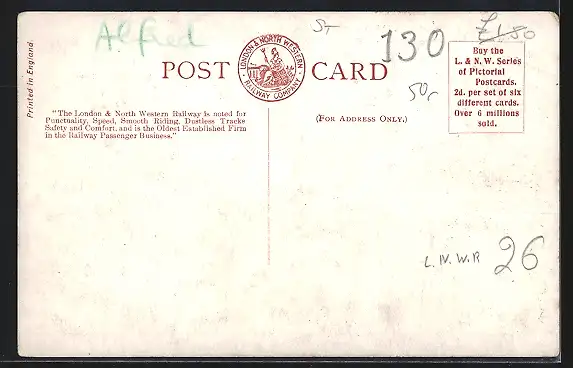 Alfred
ST
130
£1.50
50,-
Printed in England.
POST CARD
LONDON & NORTH WESTERN
RAILWAY COMPANY
Buy the
L. & N. W. Series
of Pictorial
Postcards.
2d. per set of six
different cards.
Over 6 millions
sold.
"The London & North Western Railway is noted for
Punctuality, Speed, Smooth Riding, Dustless Tracks
Safety and Comfort, and is the Oldest Established Firm
in the Railway Passenger Business."
(FOR ADDRESS ONLY.)
L.N.W.R
26